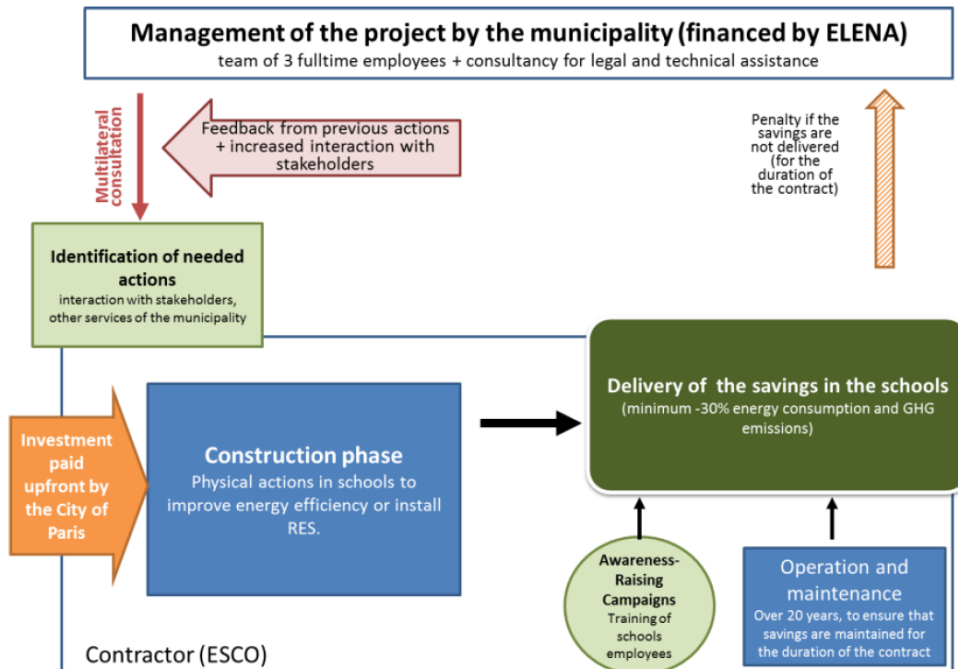 Management of the project by the municipality (financed by ELENA)
team of 3 fulltime employees + consultancy for legal and technical assistance
Multilateral
consultation
Feedback from previous actions
+ increased interaction with
stakeholders
Penalty if the
savings are
not delivered
(for the
duration of
the contract)
Identification of needed
actions
interaction with stakeholders,
other services of the municipality
Investment
paid
upfront by
the City of
Paris
Construction phase
Physical actions in schools to
improve energy efficiency or install
RES.
Delivery of the savings in the schools
(minimum -30% energy consumption and GHG
emissions)
Awareness-
Raising
Campaigns
Training of
schools
employees
Operation and
maintenance
Over 20 years, to ensure that
savings are maintained for
the duration of the contract
Contractor (ESCO)